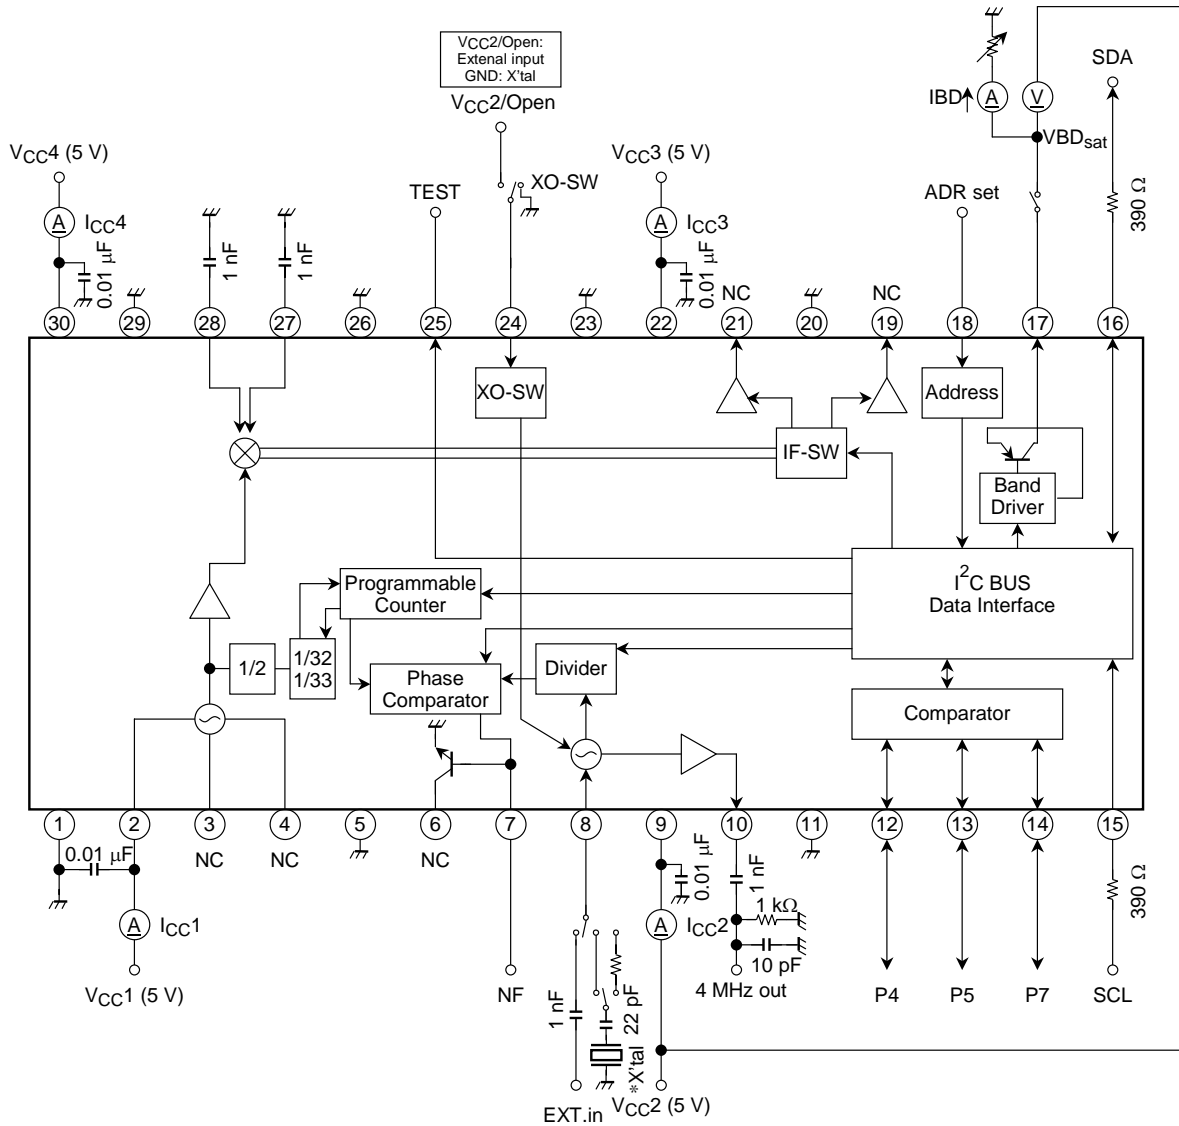 VCC2/Open:
Extenal input
GND: X'tal
VCC2/Open
SDA
IBD
A
V
VBDsat
VCC4 (5 V)
TEST
XO-SW
VCC3 (5 V)
ADR set
390 Ω
A
ICC4
0.01 μF
1 nF
1 nF
A
ICC3
0.01 μF
NC
NC
30
29
28
27
26
25
24
23
22
21
20
19
18
17
16
XO-SW
Address
IF-SW
Band
Driver
I2C BUS
Data Interface
Programmable
Counter
1/2
1/32
1/33
Phase
Comparator
Divider
Comparator
1
2
3
4
5
6
7
8
9
10
11
12
13
14
15
0.01 μF
NC
NC
NC
0.01 μF
1 nF
390 Ω
A
ICC1
A
ICC2
1 kΩ
10 pF
VCC1 (5 V)
NF
1 nF
22 pF
*X'tal
4 MHz out
P4
P5
P7
SCL
EXT.in
VCC2 (5 V)